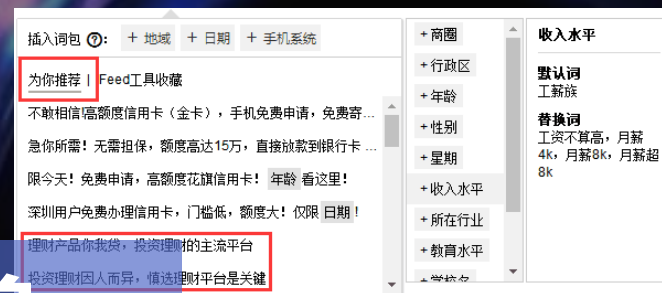 插入词包 ?: + 地域 + 日期 + 手机系统
为你推荐 | Feed工具收藏
不敢相信!高额度信用卡(金卡),手机免费申请,免费寄...
急你所需!无需担保,额度高达15万,直接放款到银行卡 ...
限今天!免费申请,高额度花旗信用卡! 年龄 看这里!
深圳用户免费办理信用卡,门槛低,额度大!仅限 日期 !
理财产品你我贷,投资理财的主流平台
投资理财因人而异,慎选理财平台是关键
+ 商圈
+ 行政区
+ 年龄
+ 性别
+ 星期
+ 收入水平
+ 所在行业
+ 教育水平
+ 学校名
收入水平
默认词
工薪族
替换词
工资不算高,月薪
4k,月薪8k,月薪超
8k